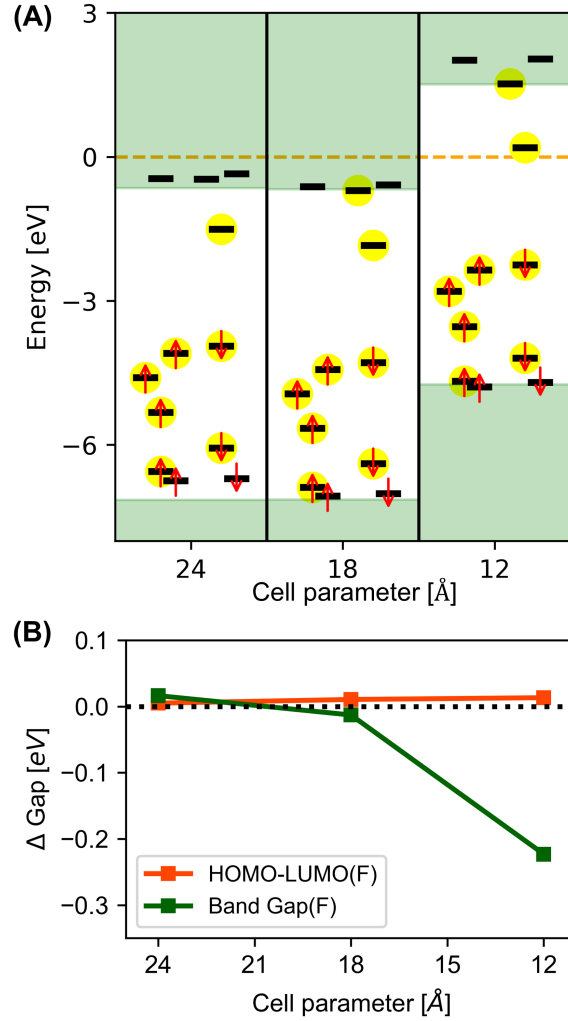 (A)
3
0
−3
−6
Energy [eV]
24
18
12
Cell parameter [Å]
(B)
0.1
0.0
−0.1
−0.2
−0.3
Δ Gap [eV]
HOMO-LUMO(F)
Band Gap(F)
24
21
18
15
12
Cell parameter [Å]